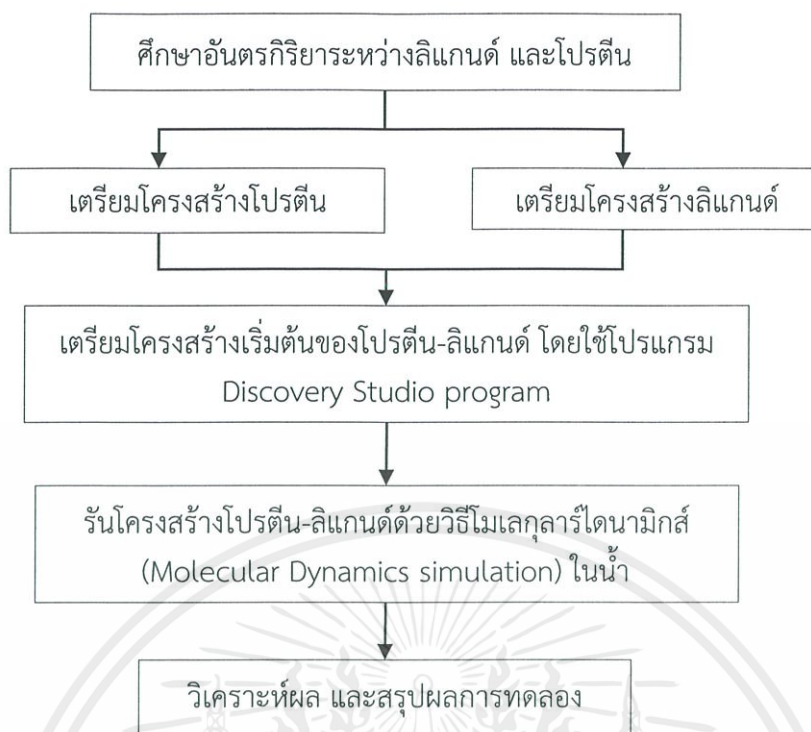 ศึกษาอันตรกิริยาระหว่างลิแกนด์ และโปรตีน
เตรียมโครงสร้างโปรตีน
เตรียมโครงสร้างลิแกนด์
เตรียมโครงสร้างเริ่มต้นของโปรตีน-ลิแกนด์ โดยใช้โปรแกรม
Discovery Studio program
รันโครงสร้างโปรตีน-ลิแกนด์ด้วยวิธีโมเลกุลาร์ไดนามิกส์
(Molecular Dynamics simulation) ในน้ำ
วิเคราะห์ผล และสรุปผลการทดลอง